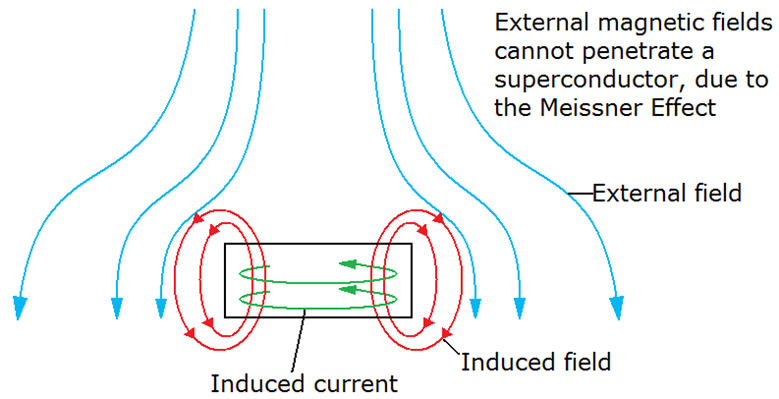 External magnetic fields
cannot penetrate a
superconductor, due to
the Meissner Effect
External field
Induced field
Induced current